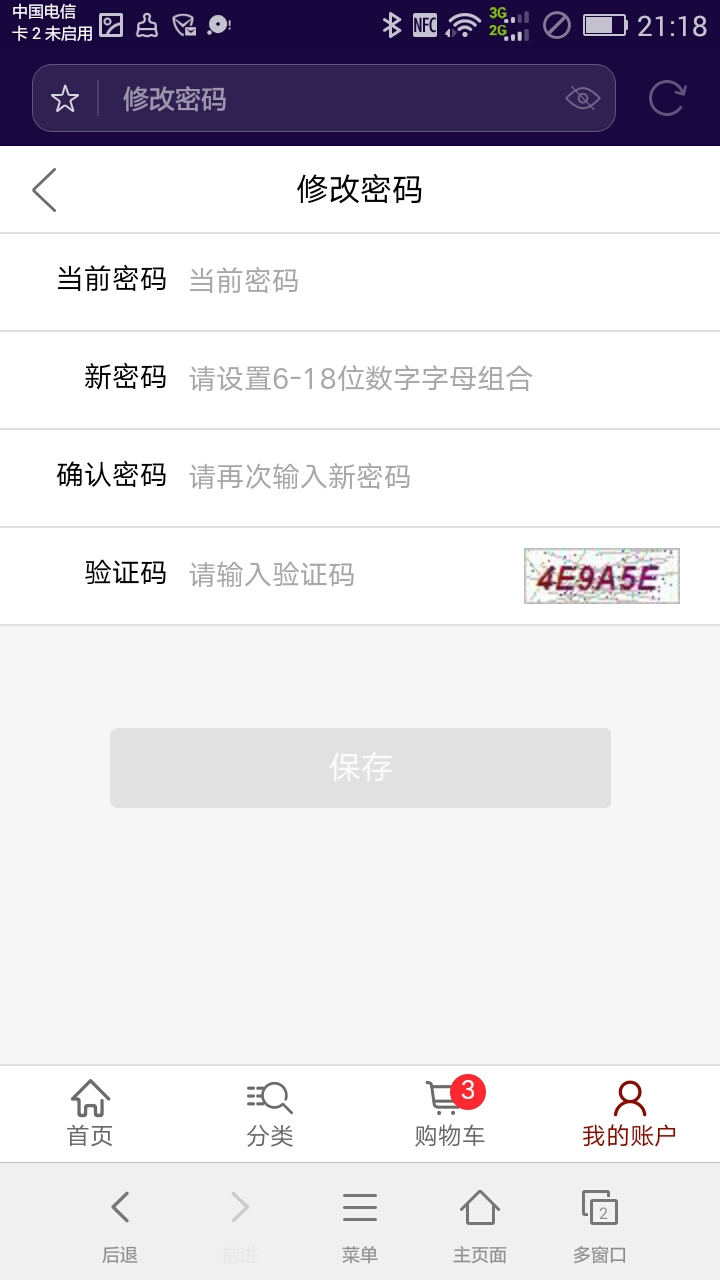 中国电信
卡 2 未启用
NFC
3G
2G
21:18
修改密码
修改密码
当前密码 当前密码
新密码 请设置6-18位数字字母组合
确认密码 请再次输入新密码
验证码 请输入验证码 4E9A5E
保存
3
首页 分类 购物车 我的账户
2
后退 前进 菜单 主页面 多窗口